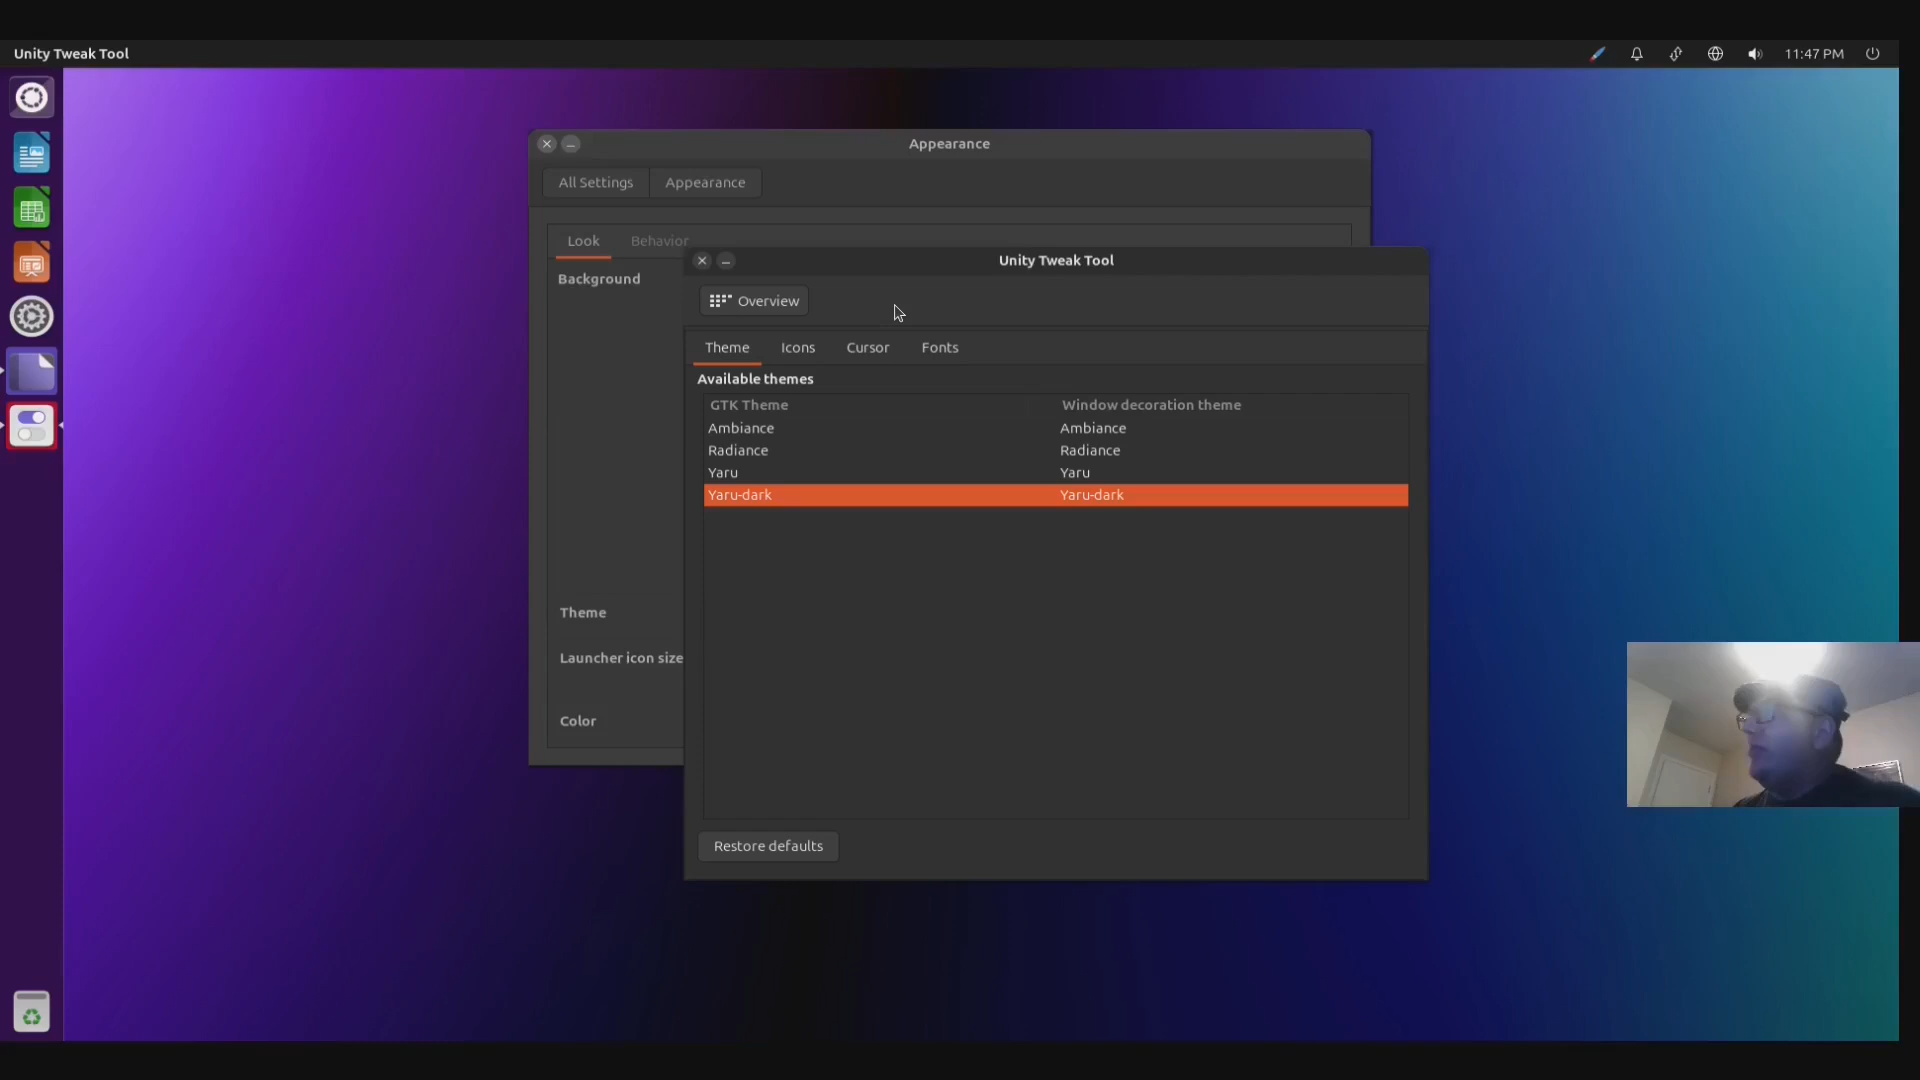 Unity Tweak Tool
11:47 PM
Appearance
All Settings
Appearance
Look
Behavior
Background
Theme
Launcher icon size
Color
Unity Tweak Tool
Overview
Theme
Icons
Cursor
Fonts
Available themes
GTK Theme
Window decoration theme
Ambiance
Ambiance
Radiance
Radiance
Yaru
Yaru
Yaru-dark
Yaru-dark
Restore defaults